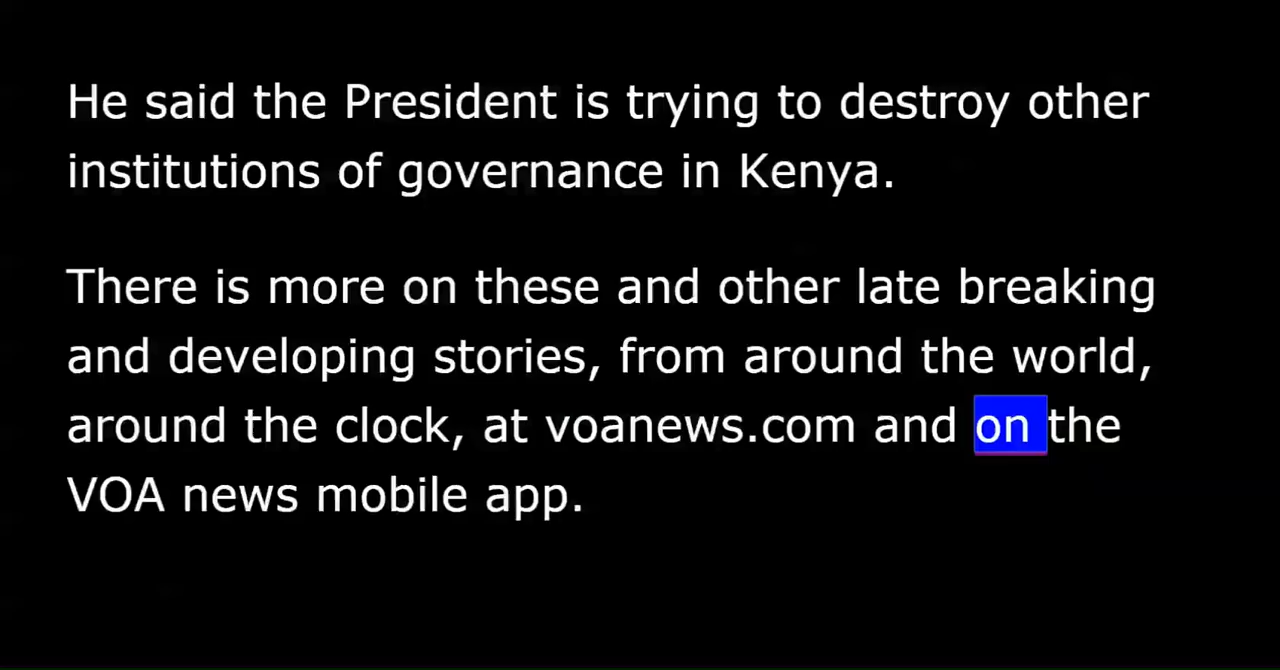 He said the President is trying to destroy other
institutions of governance in Kenya.
There is more on these and other late breaking
and developing stories, from around the world,
around the clock, at voanews.com and on the
VOA news mobile app.